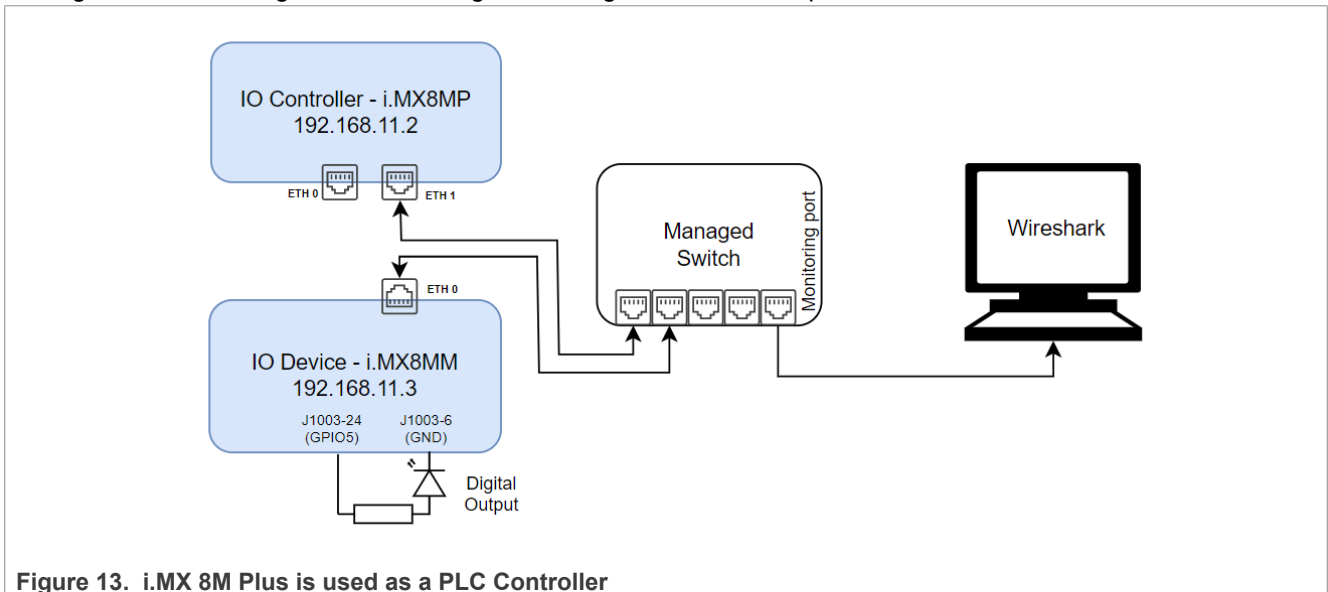 IO Controller - i.MX8MP
192.168.11.2
ETH 0
ETH 1
ETH 0
IO Device - i.MX8MM
192.168.11.3
J1003-24
(GPIO5)
J1003-6
(GND)
Digital
Output
Managed
Switch
Monitoring port
Wireshark
Figure 13. i.MX 8M Plus is used as a PLC Controller